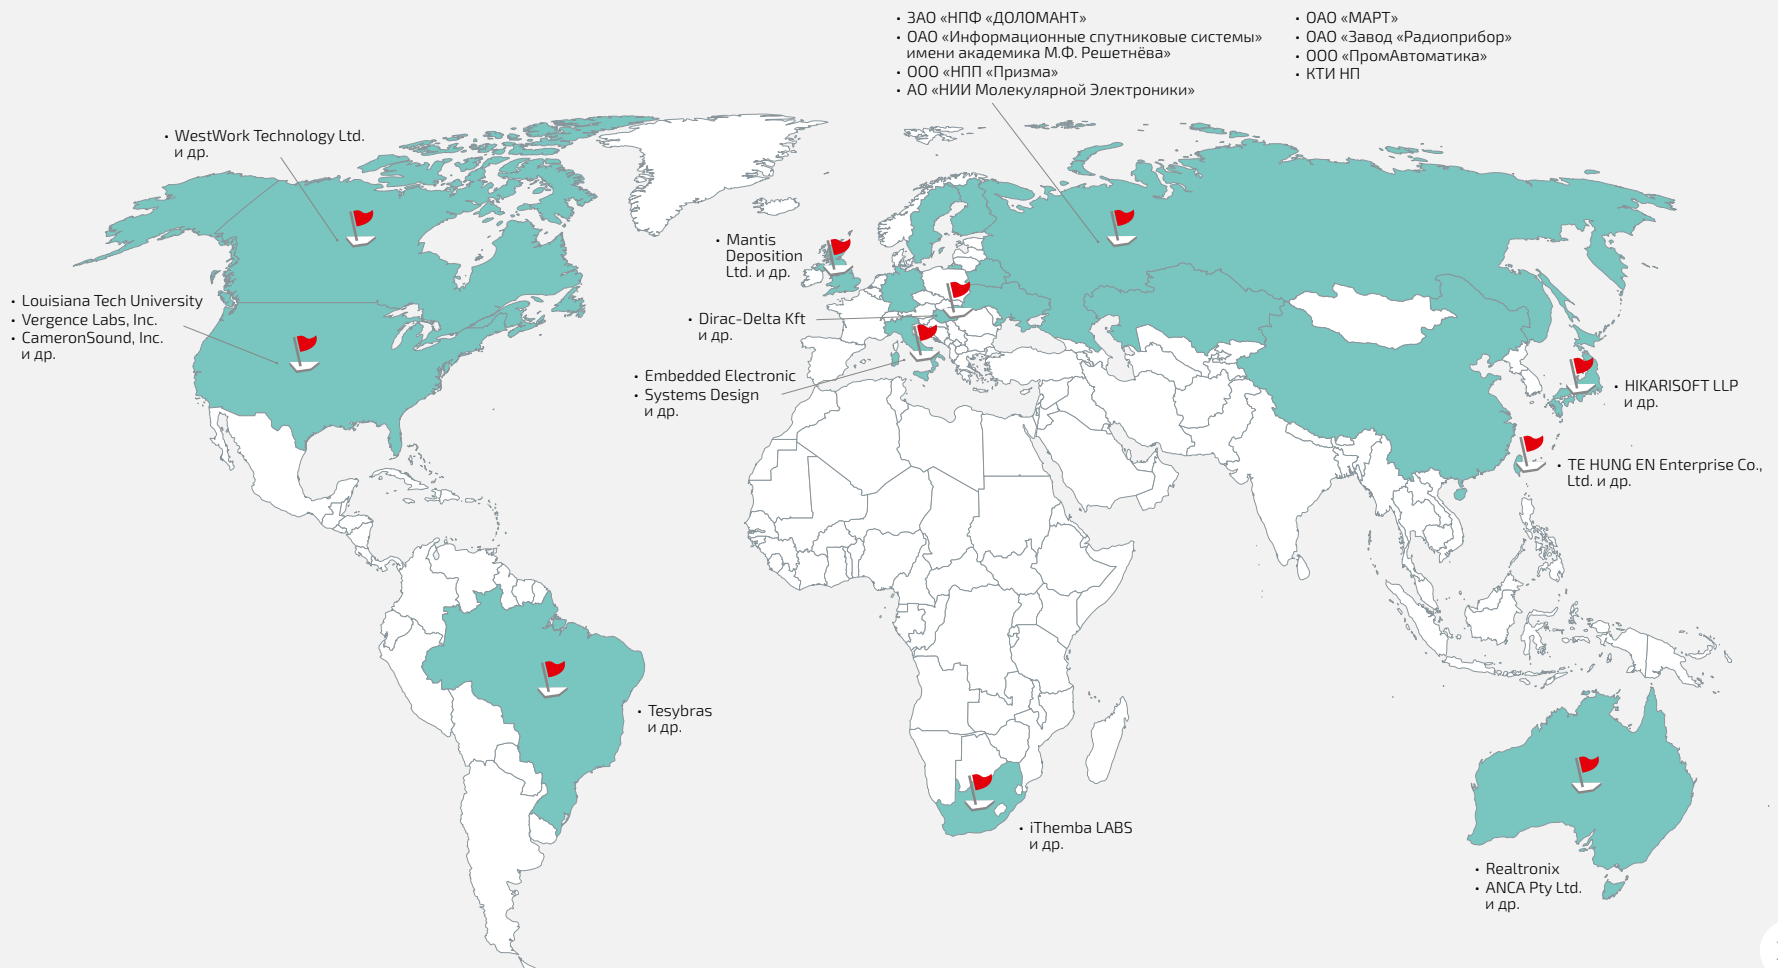 • ЗАО «НПФ «ДОЛОМАНТ»
• ОАО «Информационные спутниковые системы»
имени академика М.Ф. Решетнёва»
• ООО «НПП «Призма»
• АО «НИИ Молекулярной Электроники»
• ОАО «МАРТ»
• ОАО «Завод «Радиоприбор»
• ООО «ПромАвтоматика»
• КТИ НП
• WestWork Technology Ltd.
и др.
• Mantis
Deposition
Ltd. и др.
• Louisiana Tech University
• Vergence Labs, Inc.
• CameronSound, Inc.
и др.
• Dirac-Delta Kft
и др.
• Embedded Electronic
• Systems Design
и др.
• HIKARISOFT LLP
и др.
• TE HUNG EN Enterprise Co.,
Ltd. и др.
• Tesybras
и др.
• iThemba LABS
и др.
• Realtronix
• ANCA Pty Ltd.
и др.